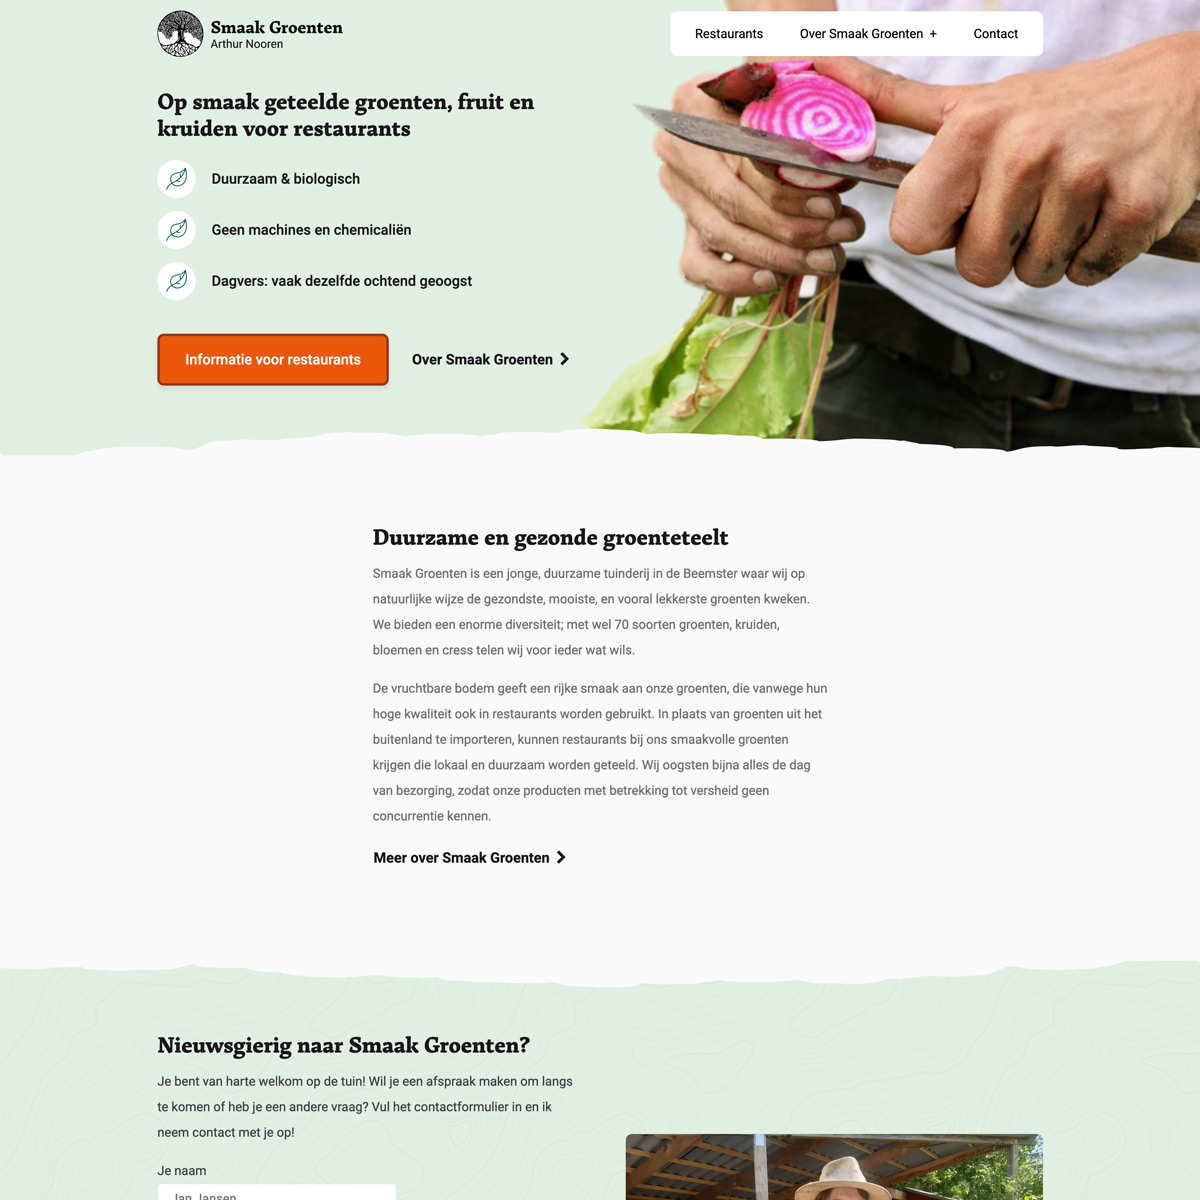 Smaak Groenten
Arthur Nooren
Restaurants
Over Smaak Groenten +
Contact
Op smaak geteelde groenten, fruit en
kruiden voor restaurants
Duurzaam & biologisch
Geen machines en chemicaliën
Dagvers: vaak dezelfde ochtend geoogst
Informatie voor restaurants
Over Smaak Groenten
Duurzame en gezonde groenteteelt
Smaak Groenten is een jonge, duurzame tuinderij in de Beemster waar wij op
natuurlijke wijze de gezondste, mooiste, en vooral lekkerste groenten kweken.
We bieden een enorme diversiteit; met wel 70 soorten groenten, kruiden,
bloemen en cress telen wij voor ieder wat wils.
De vruchtbare bodem geeft een rijke smaak aan onze groenten, die vanwege hun
hoge kwaliteit ook in restaurants worden gebruikt. In plaats van groenten uit het
buitenland te importeren, kunnen restaurants bij ons smaakvolle groenten
krijgen die lokaal en duurzaam worden geteeld. Wij oogsten bijna alles de dag
van bezorging, zodat onze producten met betrekking tot versheid geen
concurrentie kennen.
Meer over Smaak Groenten
Nieuwsgierig naar Smaak Groenten?
Je bent van harte welkom op de tuin! Wil je een afspraak maken om langs
te komen of heb je een andere vraag? Vul het contactformulier in en ik
neem contact met je op!
Je naam
Jan Jansen